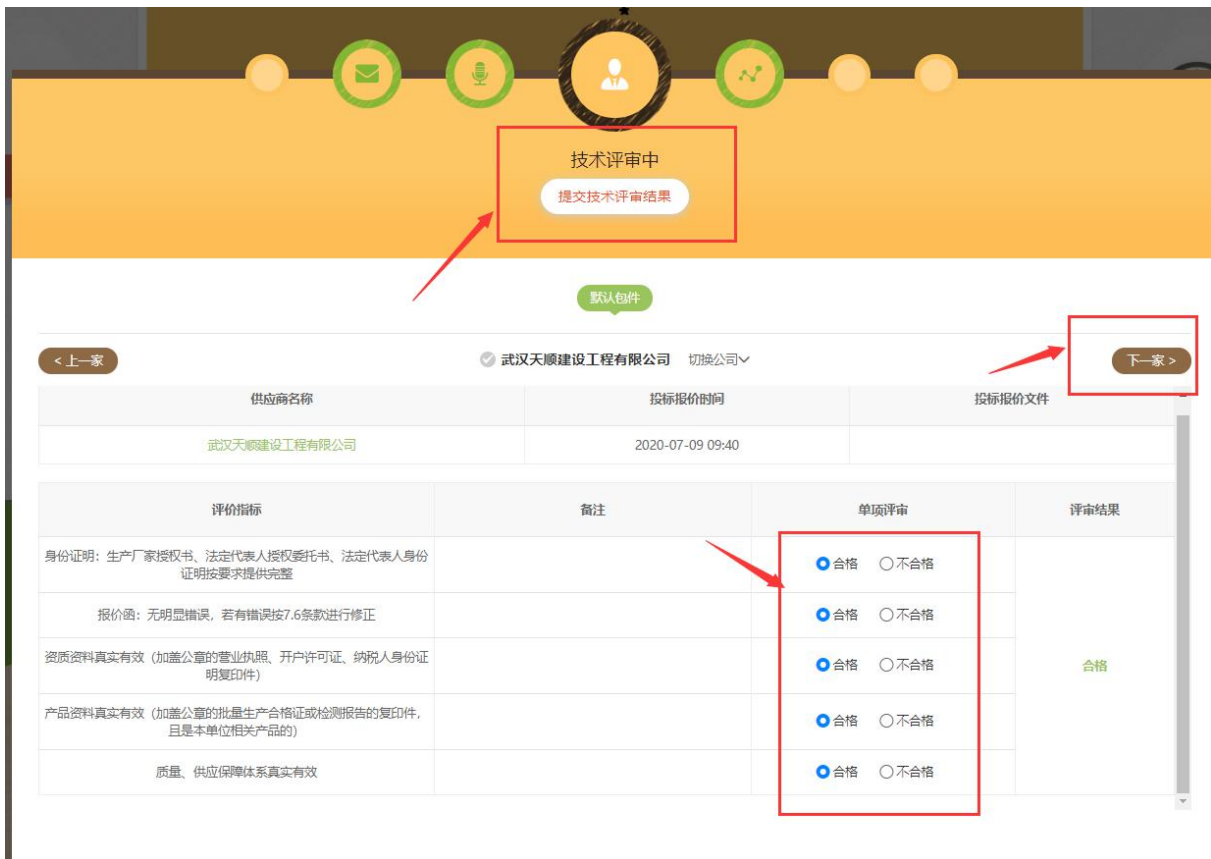 技术评审中
提交技术评审结果
默认包件
< 上一家
武汉天顺建设工程有限公司 切换公司
下一家 >
供应商名称 投标报价时间 投标报价文件
武汉天顺建设工程有限公司 2020-07-09 09:40
评价指标 备注 单项评审 评审结果
身份证明：生产厂家授权书、法定代表人授权委托书、法定代表人身份
证明按要求提供完整
合格 不合格
报价函：无明显错误，若有错误按7.6条款进行修正
合格 不合格
资质资料真实有效（加盖公章的营业执照、开户许可证、纳税人身份证
明复印件）
合格 不合格
合格
产品资料真实有效（加盖公章的批量生产合格证或检测报告的复印件，
且是本单位相关产品的）
合格 不合格
质量、供应保障体系真实有效
合格 不合格